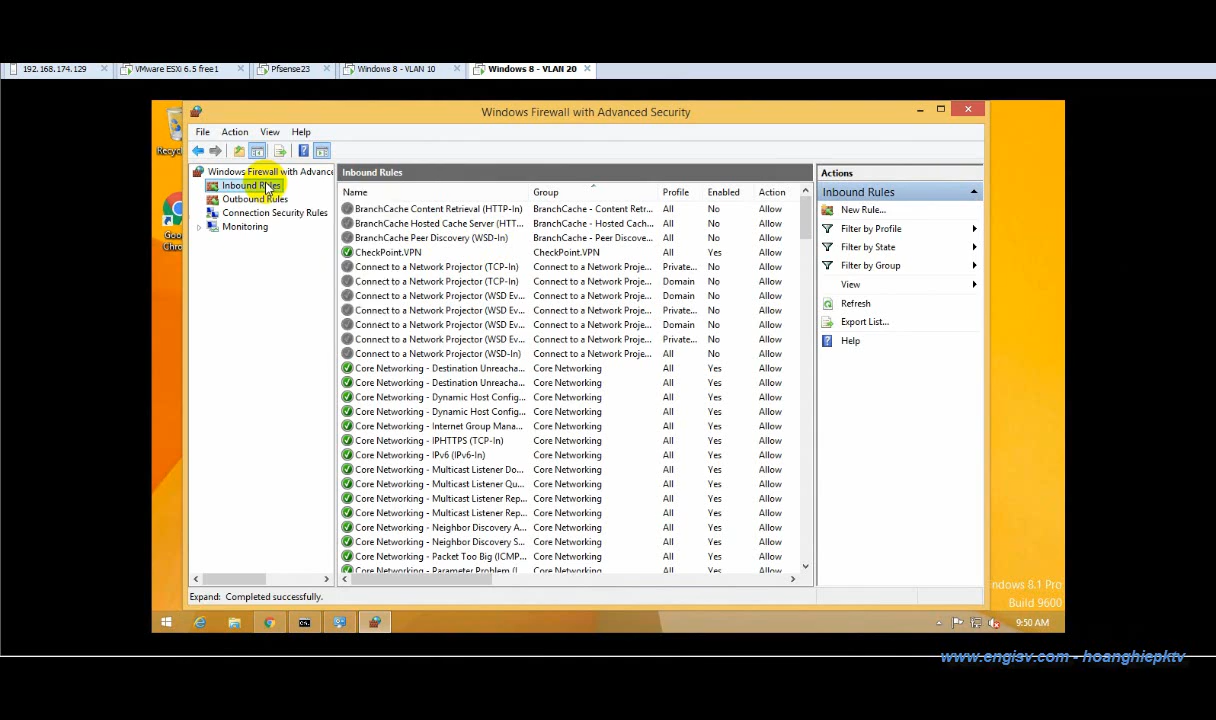 192.168.174.129
VMware ESXi 6.5 free1
Pfsense23
Windows 8 - VLAN 10
Windows 8 - VLAN 20
Windows Firewall with Advanced Security
File Action View Help
Recyc
Goo
Chro
Windows Firewall with Advance
Inbound Rules
Outbound Rules
Connection Security Rules
Monitoring
Inbound Rules
Name Group Profile Enabled Action
BranchCache Content Retrieval (HTTP-In) BranchCache - Content Retr... All No Allow
BranchCache Hosted Cache Server (HTT... BranchCache - Hosted Cach... All No Allow
BranchCache Peer Discovery (WSD-In) BranchCache - Peer Discove... All No Allow
CheckPoint.VPN CheckPoint.VPN All Yes Allow
Connect to a Network Projector (TCP-In) Connect to a Network Proje... Private... No Allow
Connect to a Network Projector (TCP-In) Connect to a Network Proje... Domain No Allow
Connect to a Network Projector (WSD Ev... Connect to a Network Proje... Domain No Allow
Connect to a Network Projector (WSD Ev... Connect to a Network Proje... Private... No Allow
Connect to a Network Projector (WSD Ev... Connect to a Network Proje... Domain No Allow
Connect to a Network Projector (WSD Ev... Connect to a Network Proje... Private... No Allow
Connect to a Network Projector (WSD-In) Connect to a Network Proje... All No Allow
Core Networking - Destination Unreacha... Core Networking All Yes Allow
Core Networking - Destination Unreacha... Core Networking All Yes Allow
Core Networking - Dynamic Host Config... Core Networking All Yes Allow
Core Networking - Dynamic Host Config... Core Networking All Yes Allow
Core Networking - Internet Group Mana... Core Networking All Yes Allow
Core Networking - IPHTTPS (TCP-In) Core Networking All Yes Allow
Core Networking - IPv6 (IPv6-In) Core Networking All Yes Allow
Core Networking - Multicast Listener Do... Core Networking All Yes Allow
Core Networking - Multicast Listener Qu... Core Networking All Yes Allow
Core Networking - Multicast Listener Rep... Core Networking All Yes Allow
Core Networking - Multicast Listener Rep... Core Networking All Yes Allow
Core Networking - Neighbor Discovery A... Core Networking All Yes Allow
Core Networking - Neighbor Discovery S... Core Networking All Yes Allow
Core Networking - Packet Too Big (ICMP... Core Networking All Yes Allow
Core Networking - Parameter Problem (I... Core Networking All Yes Allow
Actions
Inbound Rules
New Rule...
Filter by Profile
Filter by State
Filter by Group
View
Refresh
Export List...
Help
Expand: Completed successfully.
ndows 8.1 Pro
Build 9600
9:50 AM
www.engisv.com - hoanghiepktv